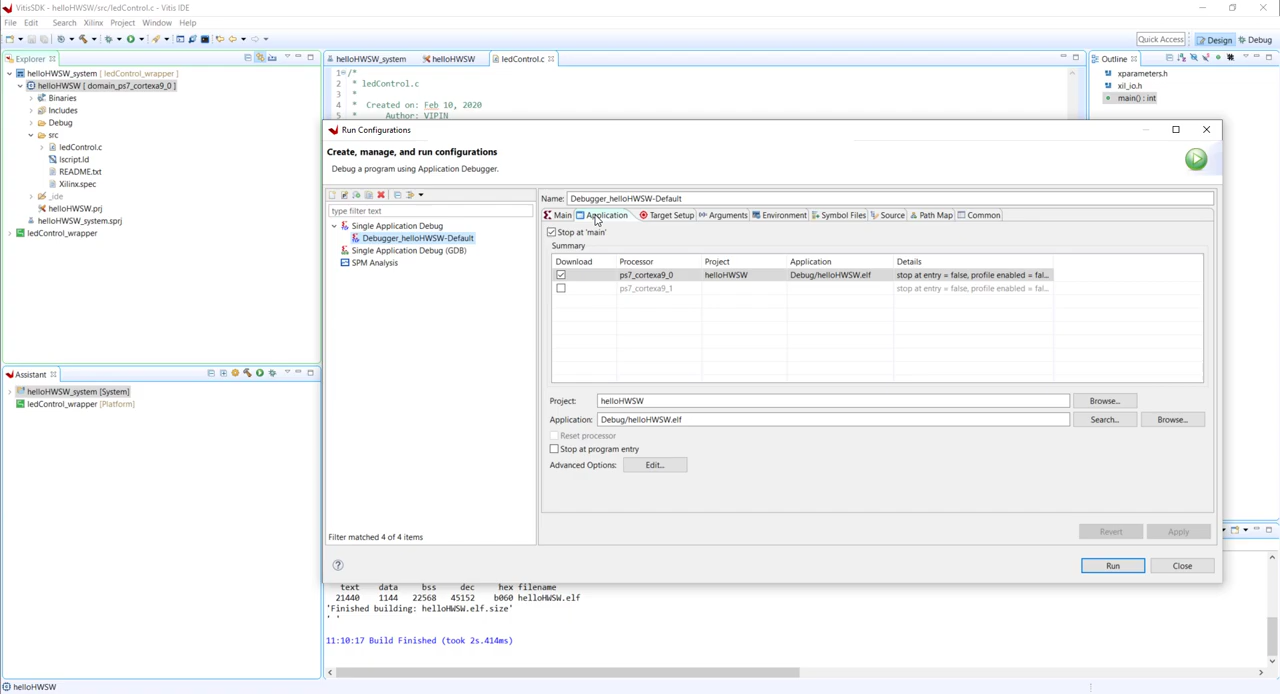 VitisSDK - helloHWSW/src/ledControl.c - Vitis IDE
File Edit Search Xilinx Project Window Help
Quick Access Design Debug
Explorer
helloHWSW_system [ ledControl_wrapper ]
helloHWSW [ domain_ps7_cortexa9_0 ]
Binaries
Includes
Debug
src
ledControl.c
lscript.ld
README.txt
Xilinx.spec
_ide
helloHWSW.prj
helloHWSW_system.sprj
ledControl_wrapper
Assistant
helloHWSW_system [System]
ledControl_wrapper [Platform]
helloHWSW_system helloHWSW ledControl.c
1 /*
2 * ledControl.c
3 *
4 * Created on: Feb 10, 2020
5 * Author: VIPIN
Outline
xparameters.h
xil_io.h
main() : int
Run Configurations
Create, manage, and run configurations
Debug a program using Application Debugger.
type filter text
Single Application Debug
Debugger_helloHWSW-Default
Single Application Debug (GDB)
SPM Analysis
Filter matched 4 of 4 items
Name: Debugger_helloHWSW-Default
Main Application Target Setup Arguments Environment Symbol Files Source Path Map Common
Stop at 'main'
Summary
Download Processor Project Application Details
ps7_cortexa9_0 helloHWSW Debug/helloHWSW.elf stop at entry = false, profile enabled = fal...
ps7_cortexa9_1 stop at entry = false, profile enabled = fal...
Project: helloHWSW Browse...
Application: Debug/helloHWSW.elf Search... Browse...
Reset processor
Stop at program entry
Advanced Options: Edit...
Revert Apply
Run Close
text data bss dec hex filename
21440 1144 22568 45152 b060 helloHWSW.elf
'Finished building: helloHWSW.elf.size'
' '
11:10:17 Build Finished (took 2s.414ms)
helloHWSW